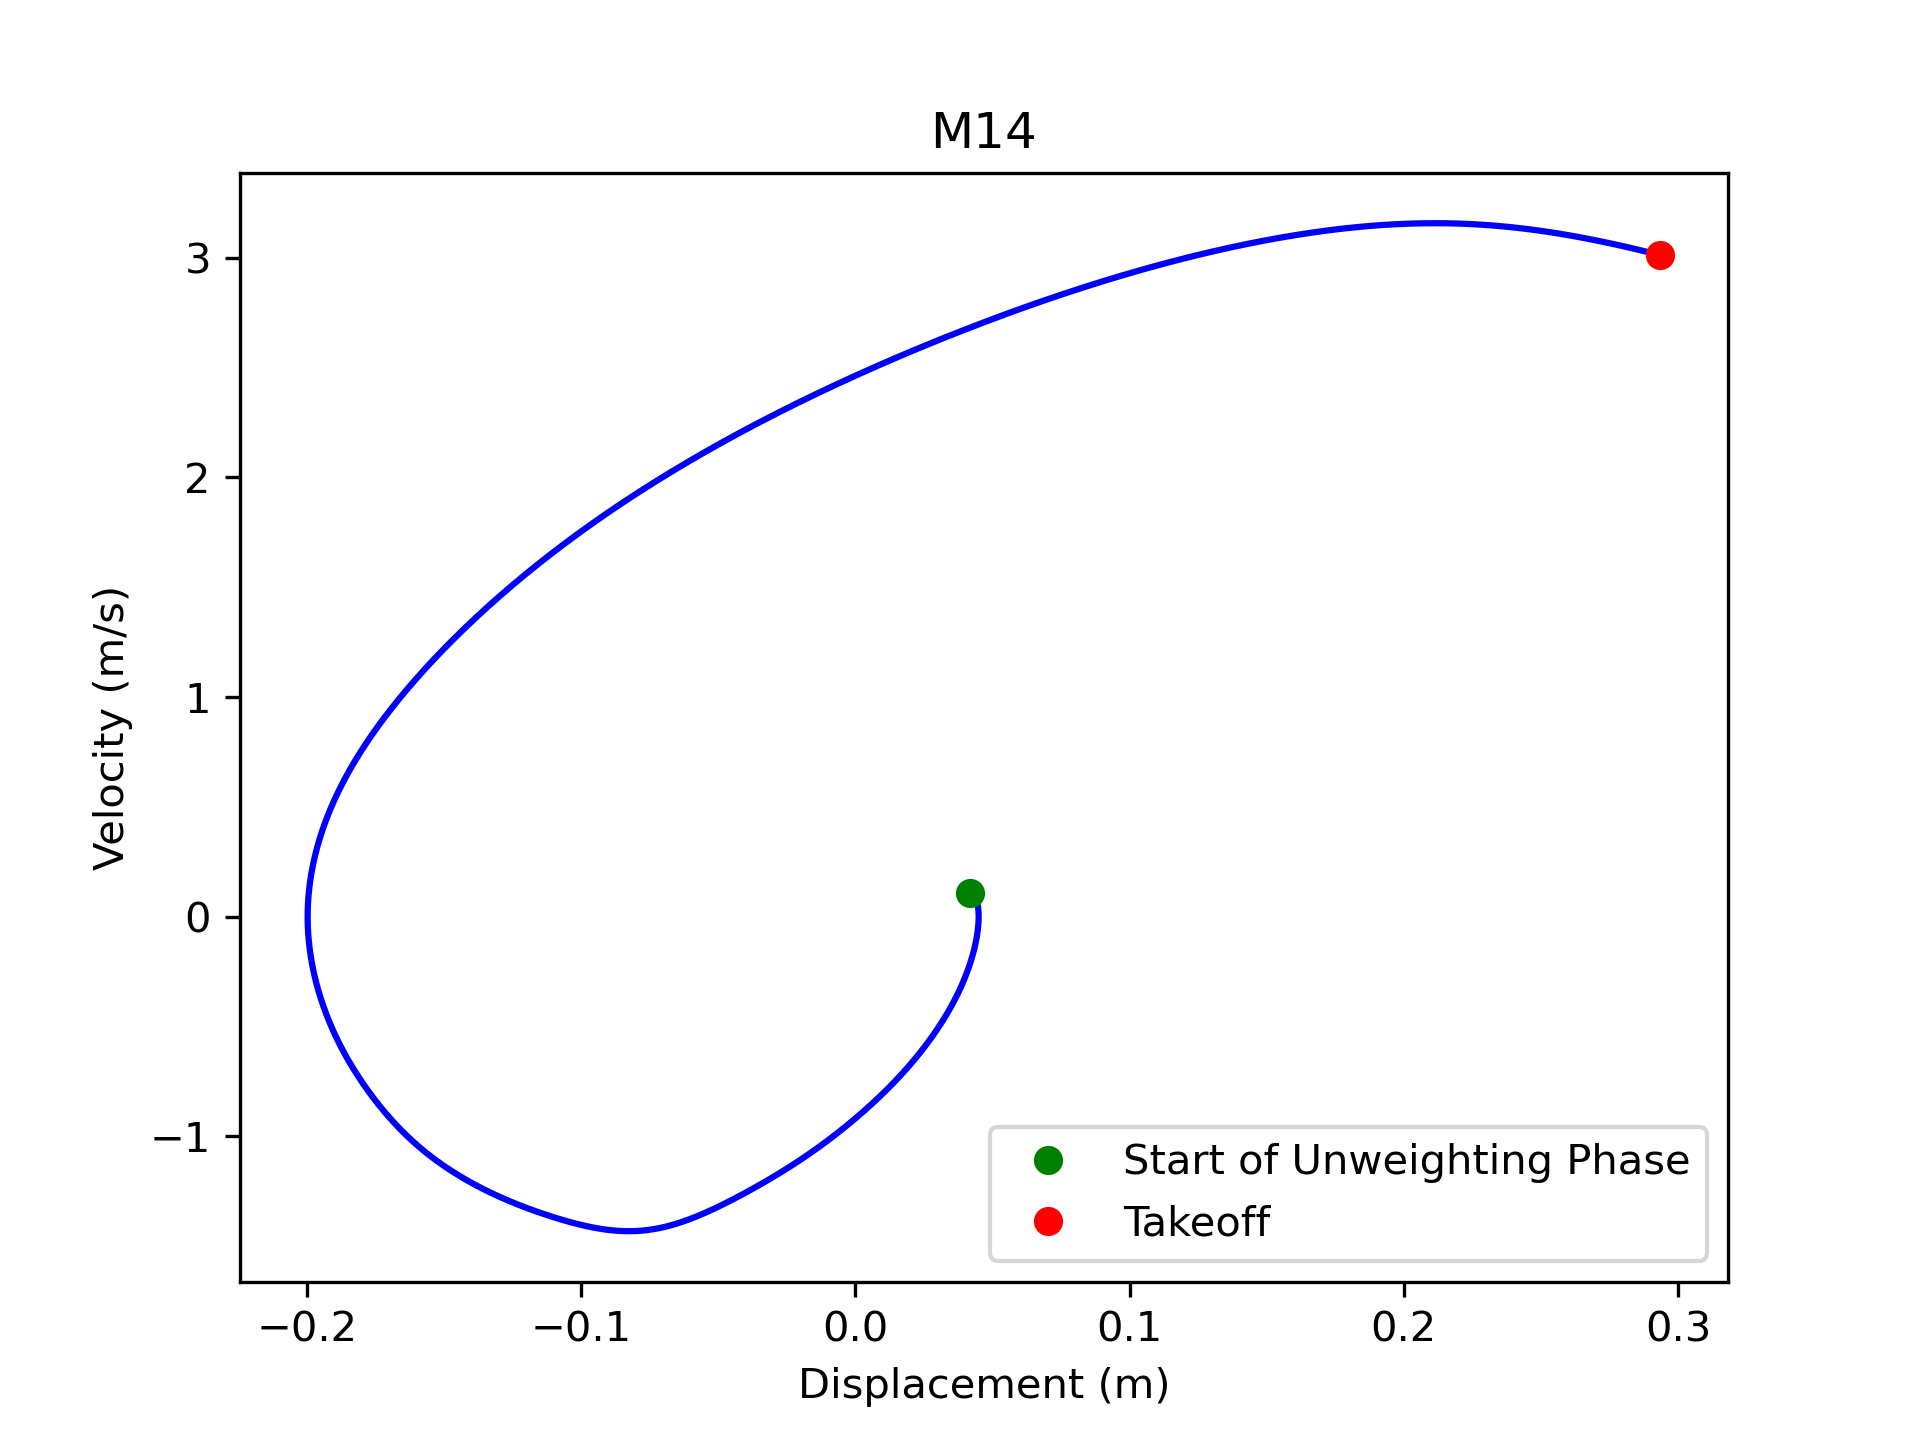 M14
Velocity (m/s)
3
2
1
0
−1
Start of Unweighting Phase
Takeoff
−0.2 −0.1 0.0 0.1 0.2 0.3
Displacement (m)